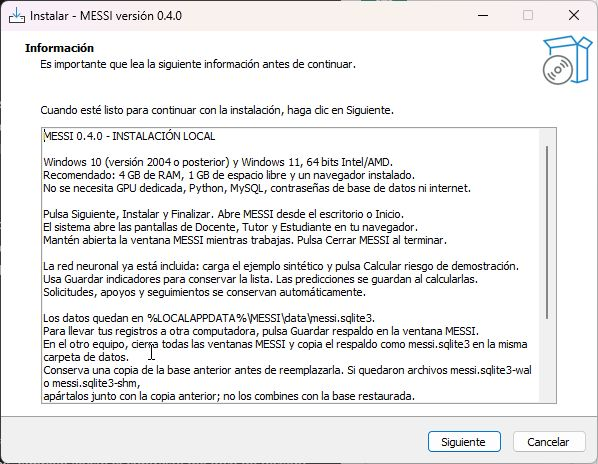 Instalar - MESSI versión 0.4.0
Información
Es importante que lea la siguiente información antes de continuar.
Cuando esté listo para continuar con la instalación, haga clic en Siguiente.
MESSI 0.4.0 - INSTALACIÓN LOCAL
Windows 10 (versión 2004 o posterior) y Windows 11, 64 bits Intel/AMD.
Recomendado: 4 GB de RAM, 1 GB de espacio libre y un navegador instalado.
No se necesita GPU dedicada, Python, MySQL, contraseñas de base de datos ni internet.
Pulsa Siguiente, Instalar y Finalizar. Abre MESSI desde el escritorio o Inicio.
El sistema abre las pantallas de Docente, Tutor y Estudiante en tu navegador.
Mantén abierta la ventana MESSI mientras trabajas. Pulsa Cerrar MESSI al terminar.
La red neuronal ya está incluida: carga el ejemplo sintético y pulsa Calcular riesgo de demostración.
Usa Guardar indicadores para conservar la lista. Las predicciones se guardan al calcularlas.
Solicitudes, apoyos y seguimientos se conservan automáticamente.
Los datos quedan en %LOCALAPPDATA%\MESSI\data\messi.sqlite3.
Para llevar tus registros a otra computadora, pulsa Guardar respaldo en la ventana MESSI.
En el otro equipo, cierra todas las ventanas MESSI y copia el respaldo como messi.sqlite3 en la misma
carpeta de datos.
Conserva una copia de la base anterior antes de reemplazarla. Si quedaron archivos messi.sqlite3-wal
o messi.sqlite3-shm,
apártalos junto con la copia anterior; no los combines con la base restaurada.
Siguiente
Cancelar